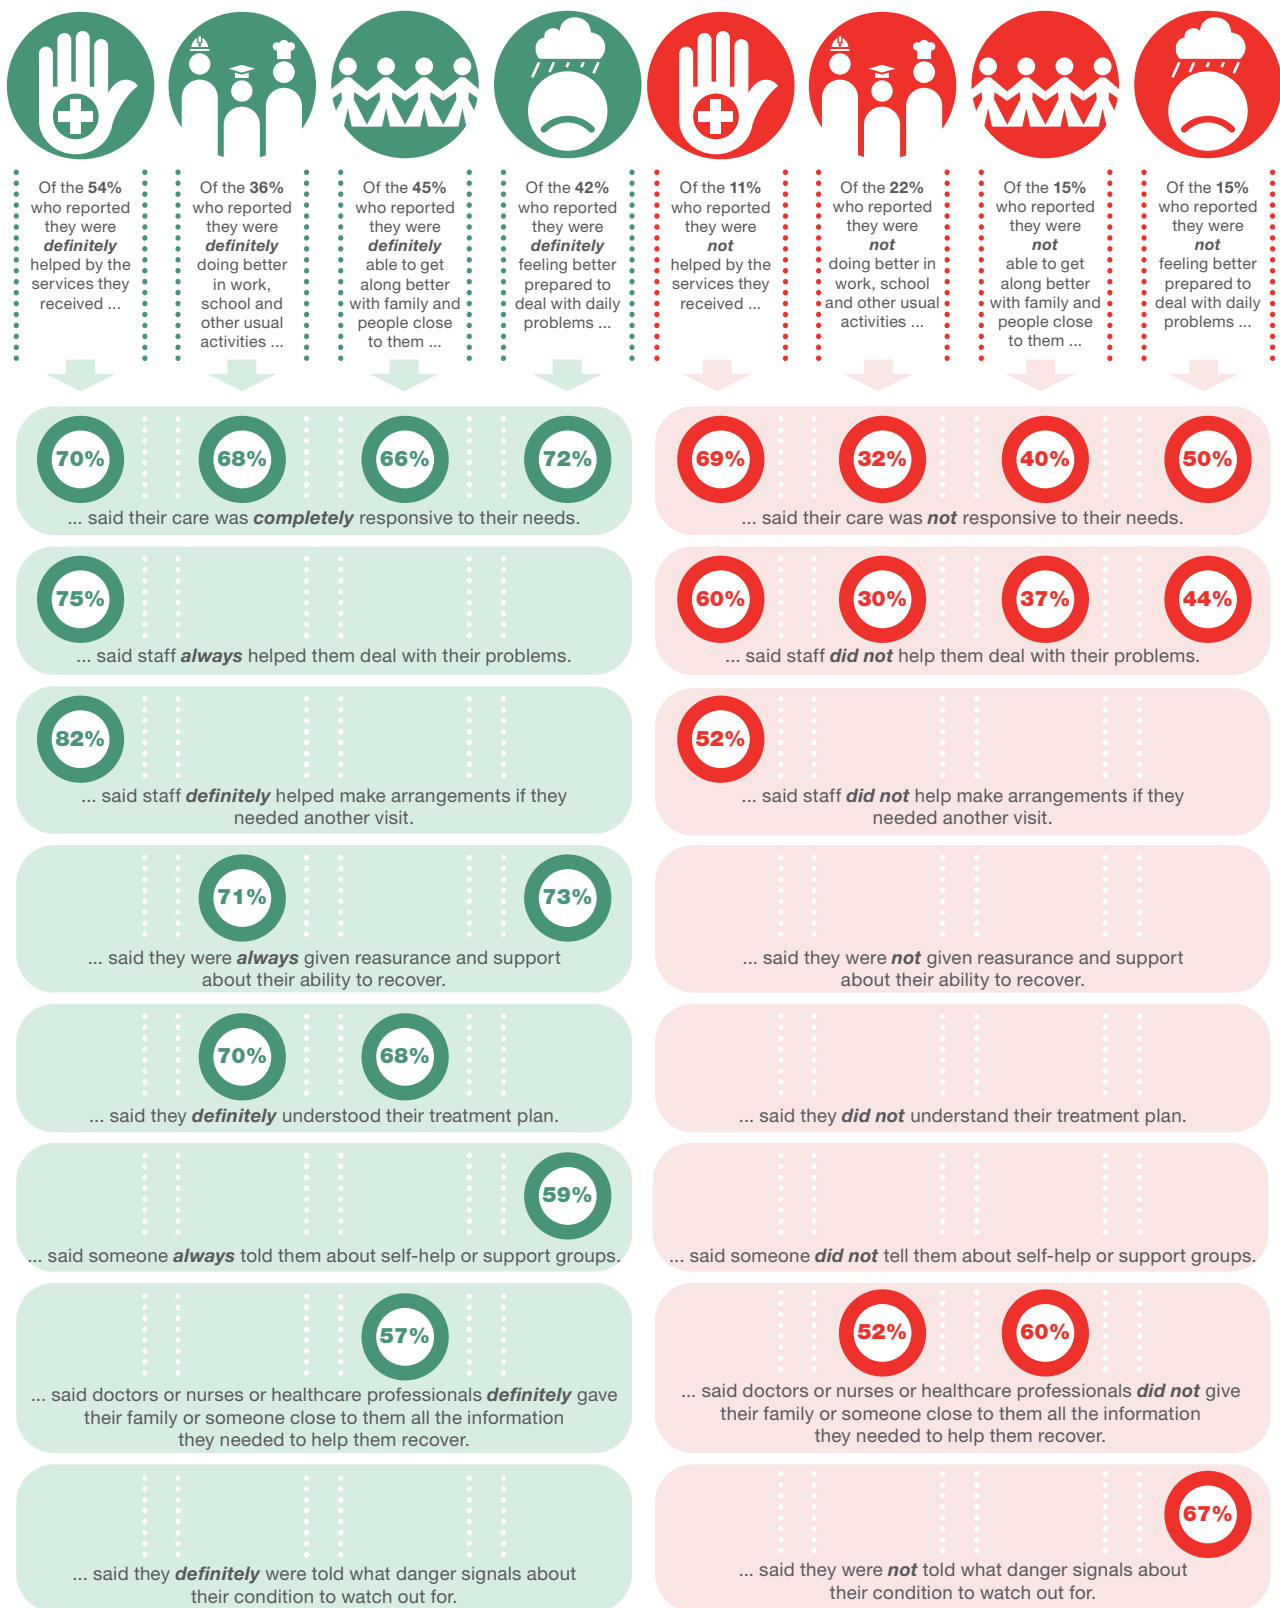 Of the 54%
who reported
they were
definitely
helped by the
services they
received ...
Of the 36%
who reported
they were
definitely
doing better
in work,
school and
other usual
activities ...
Of the 45%
who reported
they were
definitely
able to get
along better
with family and
people close
to them ...
Of the 42%
who reported
they were
definitely
feeling better
prepared to
deal with daily
problems ...
Of the 11%
who reported
they were
not
helped by the
services they
received ...
Of the 22%
who reported
they were
not
doing better in
work, school
and other usual
activities ...
Of the 15%
who reported
they were
not
able to get
along better
with family and
people close
to them ...
Of the 15%
who reported
they were
not
feeling better
prepared to
deal with daily
problems ...
70% 68% 66% 72%
... said their care was completely responsive to their needs.
69% 32% 40% 50%
... said their care was not responsive to their needs.
75%
... said staff always helped them deal with their problems.
60% 30% 37% 44%
... said staff did not help them deal with their problems.
82%
... said staff definitely helped make arrangements if they
needed another visit.
52%
... said staff did not help make arrangements if they
needed another visit.
71% 73%
... said they were always given reasurance and support
about their ability to recover.
... said they were not given reasurance and support
about their ability to recover.
70% 68%
... said they definitely understood their treatment plan.
... said they did not understand their treatment plan.
59%
... said someone always told them about self-help or support groups.
... said someone did not tell them about self-help or support groups.
57%
... said doctors or nurses or healthcare professionals definitely gave
their family or someone close to them all the information
they needed to help them recover.
52% 60%
... said doctors or nurses or healthcare professionals did not give
their family or someone close to them all the information
they needed to help them recover.
... said they definitely were told what danger signals about
their condition to watch out for.
67%
... said they were not told what danger signals about
their condition to watch out for.